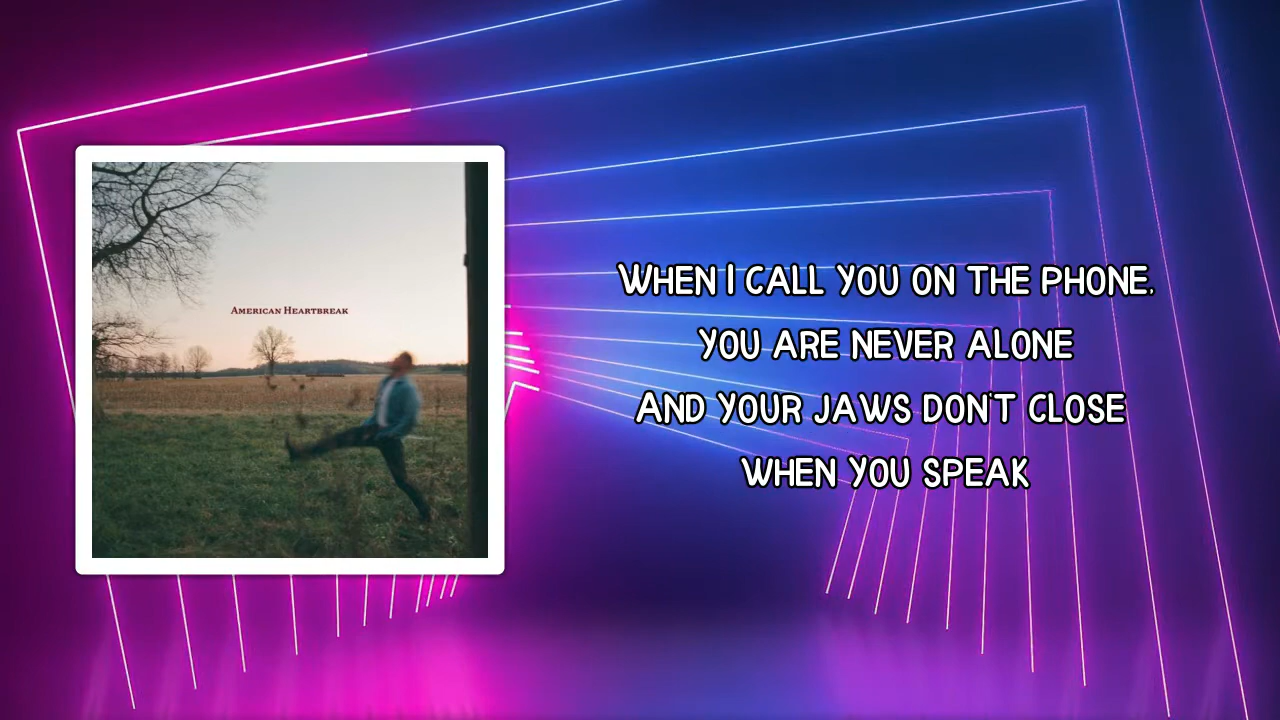 American Heartbreak
WHEN I CALL YOU ON THE PHONE,
YOU ARE NEVER ALONE
AND YOUR JAWS DON'T CLOSE
WHEN YOU SPEAK